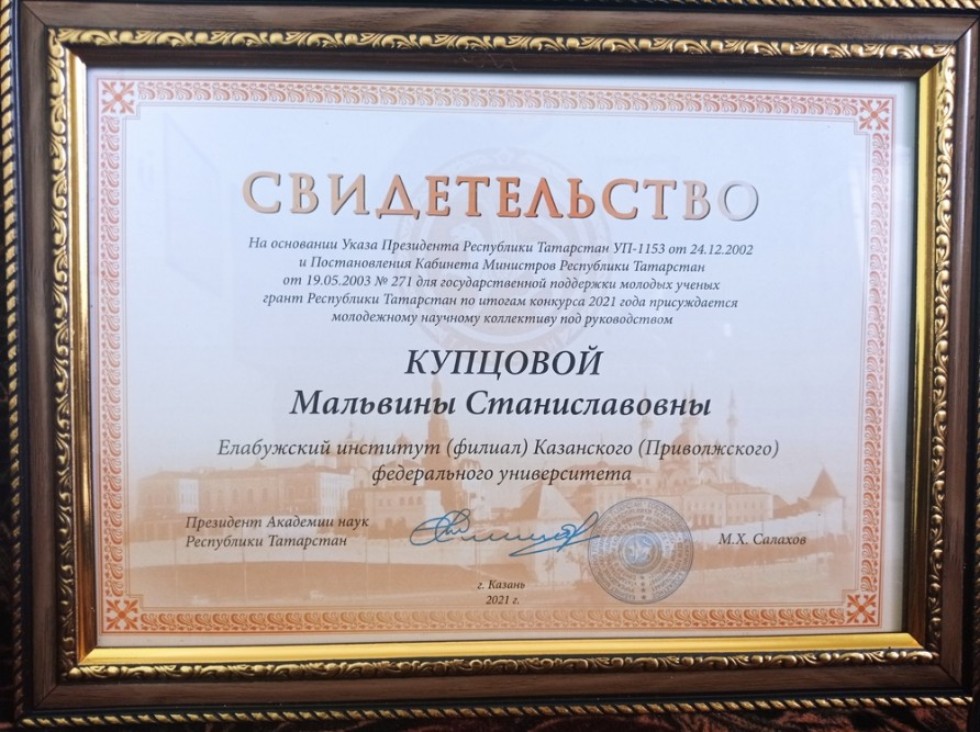 СВИДЕТЕЛЬСТВО
На основании Указа Президента Республики Татарстан УП-1153 от 24.12.2002
и Постановления Кабинета Министров Республики Татарстан
от 19.05.2003 № 271 для государственной поддержки молодых ученых
грант Республики Татарстан по итогам конкурса 2021 года присуждается
молодежному научному коллективу под руководством
КУПЦОВОЙ
Мальвины Станиславовны
Елабужский институт (филиал) Казанского (Приволжского)
федерального университета
Президент Академии наук
Республики Татарстан
М.Х. Салахов
г. Казань
2021 г.